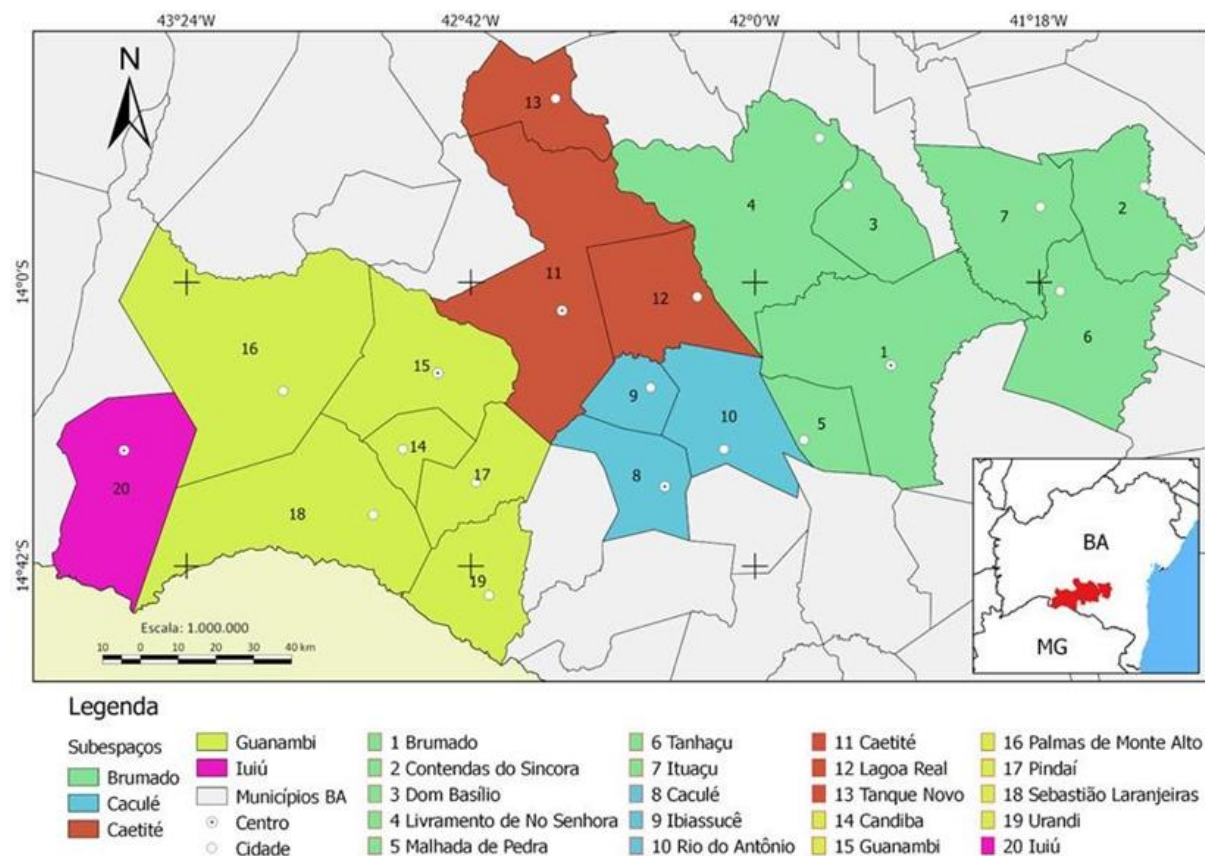 43°24'W 42°42'W 42°0'W 41°18'W
N
13
4
3
7
2
14°0'S
11
12
16
15
1
6
9
10
5
14
20
17
8
18
14°42'S
19
Escala: 1.000.000
10 0 10 20 30 40 km
BA
MG
Legenda
Subespaços
Brumado
Caculé
Caetité
Guanambi
Iuiú
Municípios BA
Centro
Cidade
1 Brumado
2 Contendas do Sincora
3 Dom Basílio
4 Livramento de No Senhora
5 Malhada de Pedra
6 Tanhaçu
7 Ituaçu
8 Caculé
9 Ibiassucê
10 Rio do Antônio
11 Caetité
12 Lagoa Real
13 Tanque Novo
14 Candiba
15 Guanambi
16 Palmas de Monte Alto
17 Pindaí
18 Sebastião Laranjeiras
19 Urandi
20 Iuiú